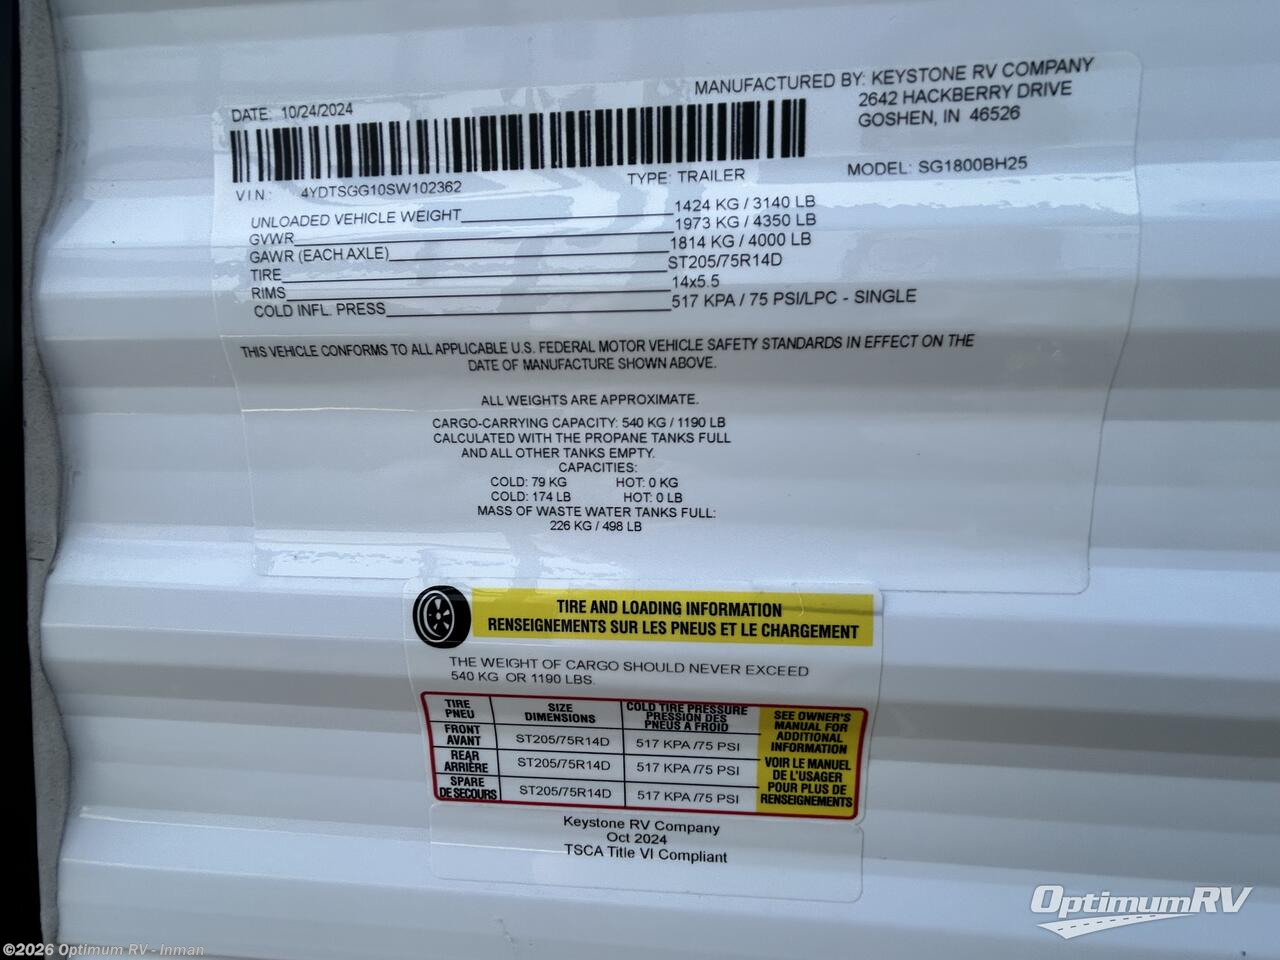 MANUFACTURED BY: KEYSTONE RV COMPANY
2642 HACKBERRY DRIVE
GOSHEN, IN 46526
DATE: 10/24/2024
VIN: 4YDTSGG10SW102362
TYPE: TRAILER
MODEL: SG1800BH25
UNLOADED VEHICLE WEIGHT 1424 KG / 3140 LB
GVWR 1973 KG / 4350 LB
GAWR (EACH AXLE) 1814 KG / 4000 LB
TIRE ST205/75R14D
RIMS 14x5.5
COLD INFL. PRESS 517 KPA / 75 PSI/LPC - SINGLE
THIS VEHICLE CONFORMS TO ALL APPLICABLE U.S. FEDERAL MOTOR VEHICLE SAFETY STANDARDS IN EFFECT ON THE
DATE OF MANUFACTURE SHOWN ABOVE.
ALL WEIGHTS ARE APPROXIMATE.
CARGO-CARRYING CAPACITY: 540 KG / 1190 LB
CALCULATED WITH THE PROPANE TANKS FULL
AND ALL OTHER TANKS EMPTY.
CAPACITIES:
COLD: 79 KG HOT: 0 KG
COLD: 174 LB HOT: 0 LB
MASS OF WASTE WATER TANKS FULL:
226 KG / 498 LB
TIRE AND LOADING INFORMATION
RENSEIGNEMENTS SUR LES PNEUS ET LE CHARGEMENT
THE WEIGHT OF CARGO SHOULD NEVER EXCEED
540 KG OR 1190 LBS.
TIRE
PNEU
SIZE
DIMENSIONS
COLD TIRE PRESSURE
PRESSION DES
PNEUS A FROID
FRONT
AVANT
ST205/75R14D
517 KPA /75 PSI
REAR
ARRIÈRE
ST205/75R14D
517 KPA /75 PSI
SPARE
DE SECOURS
ST205/75R14D
517 KPA /75 PSI
SEE OWNER'S
MANUAL FOR
ADDITIONAL
INFORMATION
VOIR LE MANUEL
DE L'USAGER
POUR PLUS DE
RENSEIGNEMENTS
Keystone RV Company
Oct 2024
TSCA Title VI Compliant
OptimumRV
©2026 Optimum RV - Inman